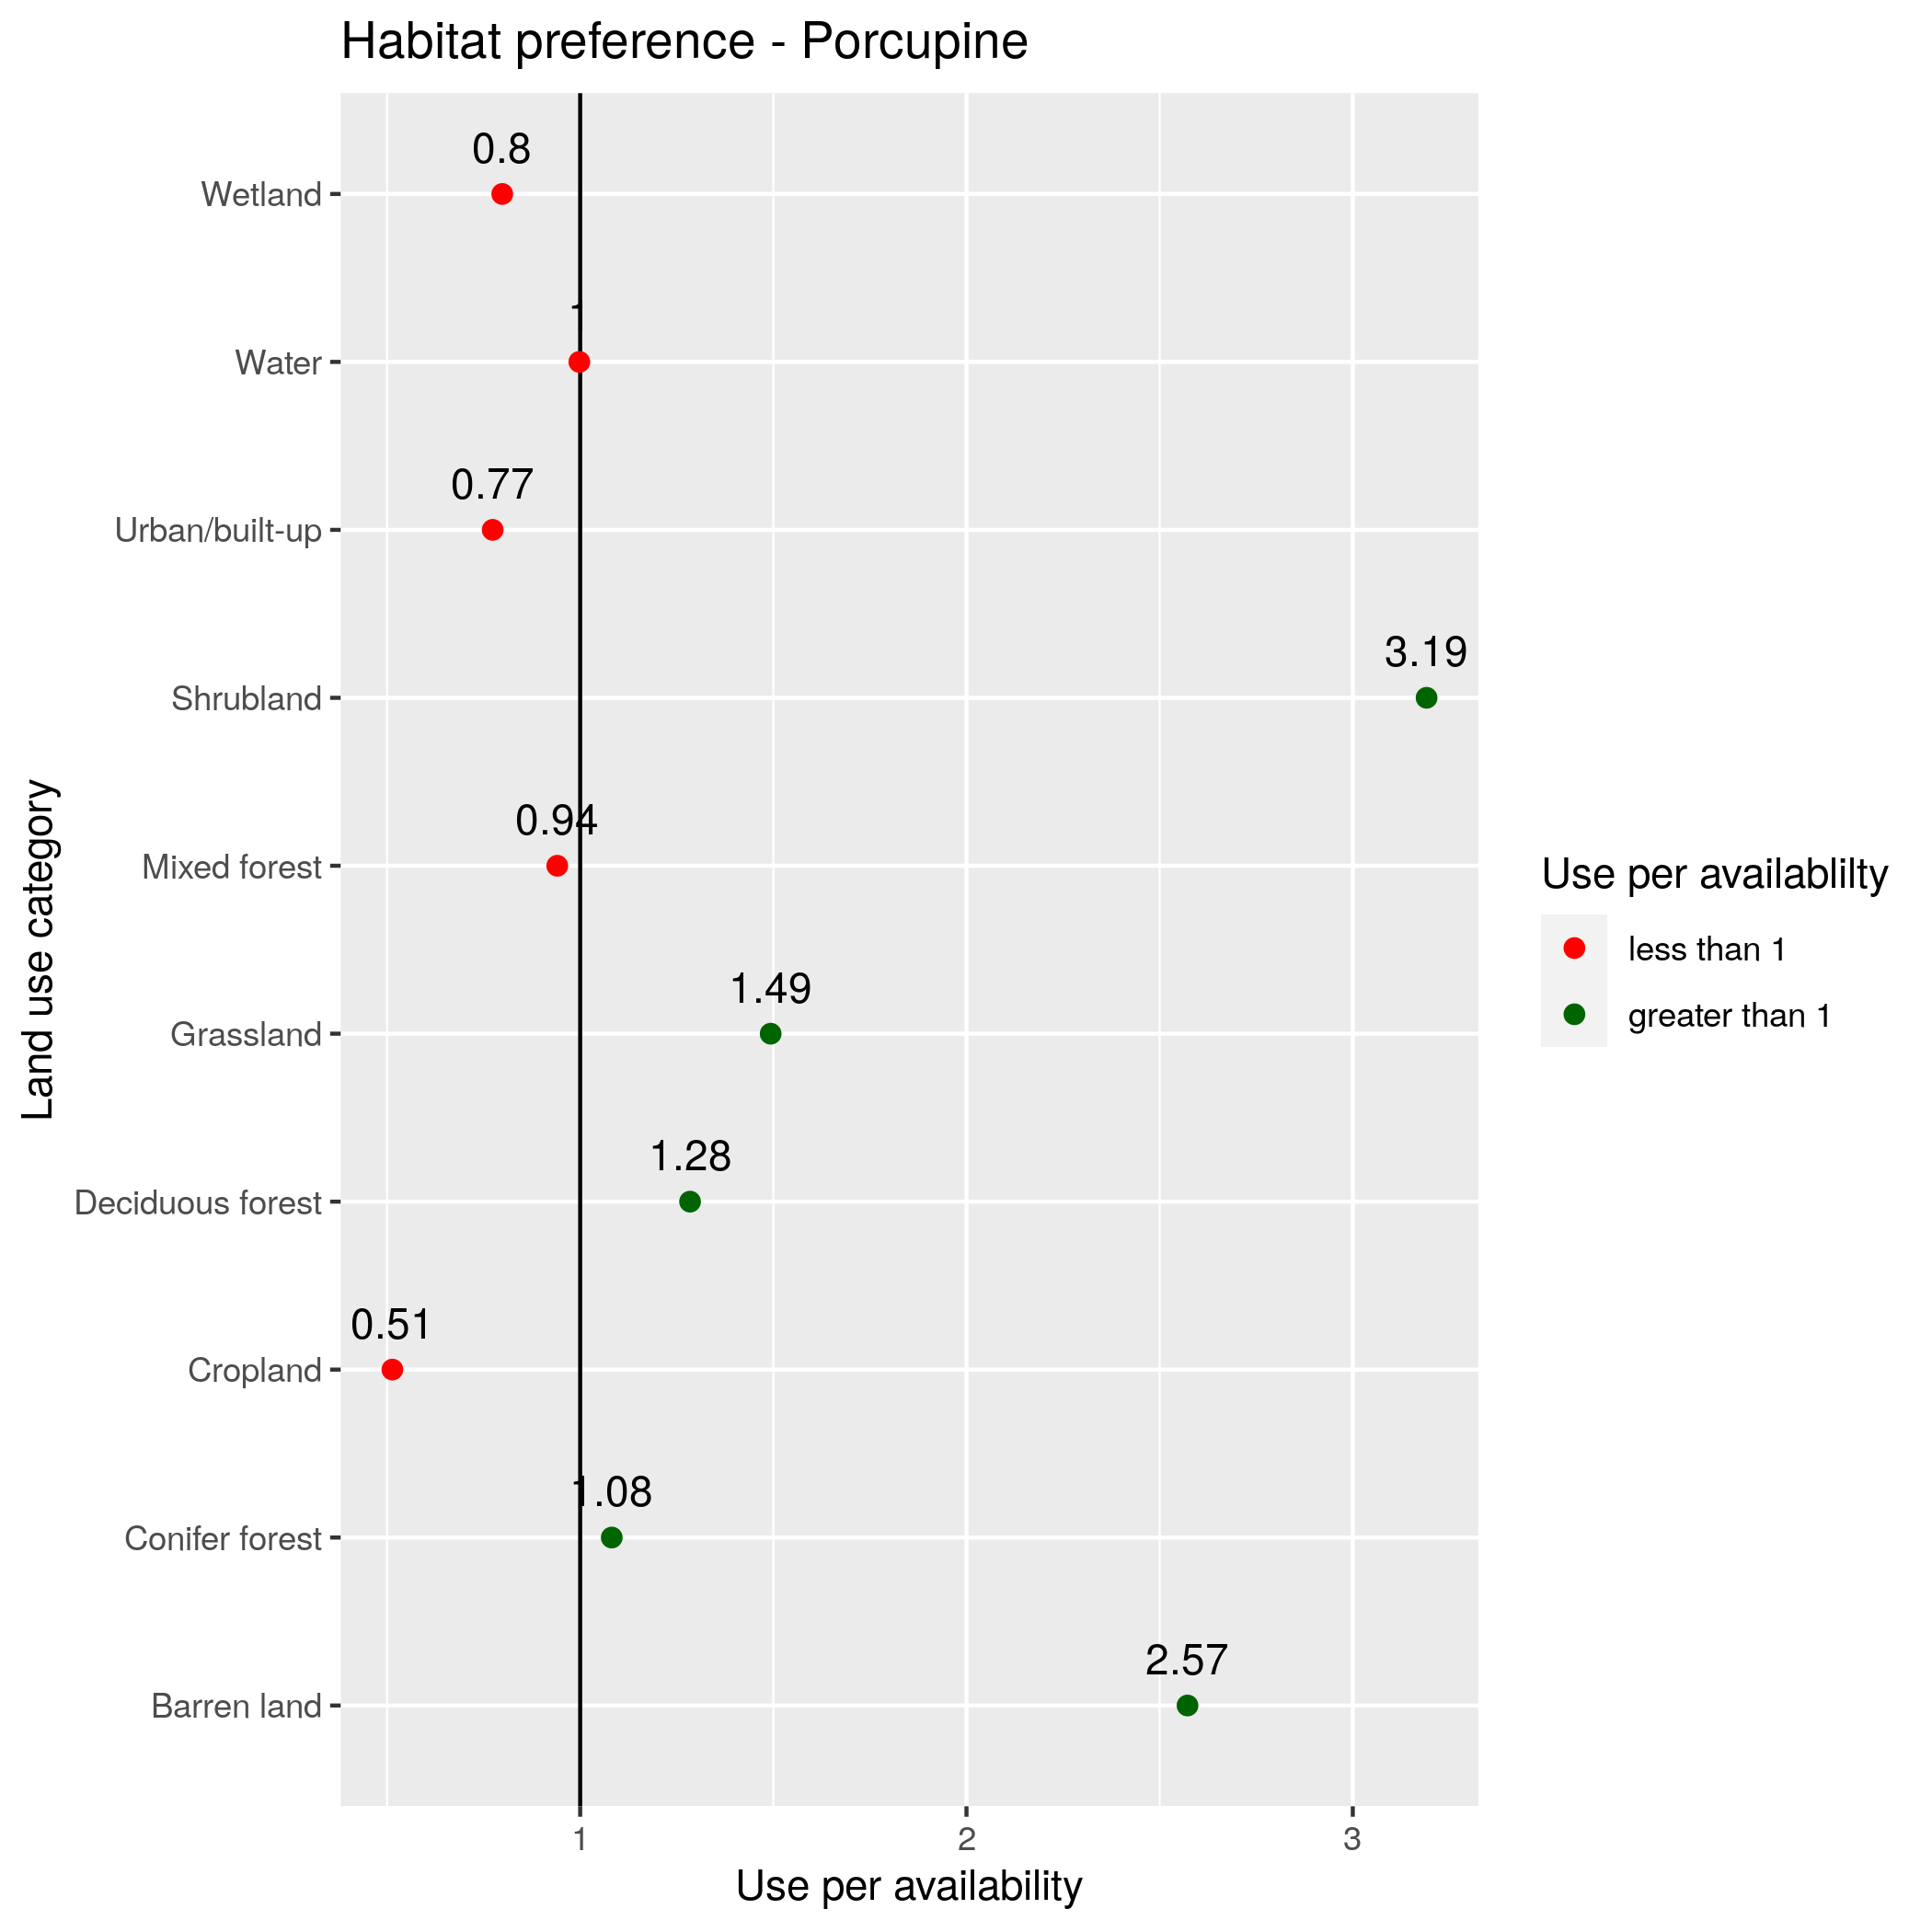 Habitat preference - Porcupine
Land use category
Wetland
0.8
Water
1
Urban/built-up
0.77
Shrubland
3.19
Mixed forest
0.94
Grassland
1.49
Deciduous forest
1.28
Cropland
0.51
Conifer forest
1.08
Barren land
2.57
1
2
3
Use per availability
Use per availablilty
less than 1
greater than 1